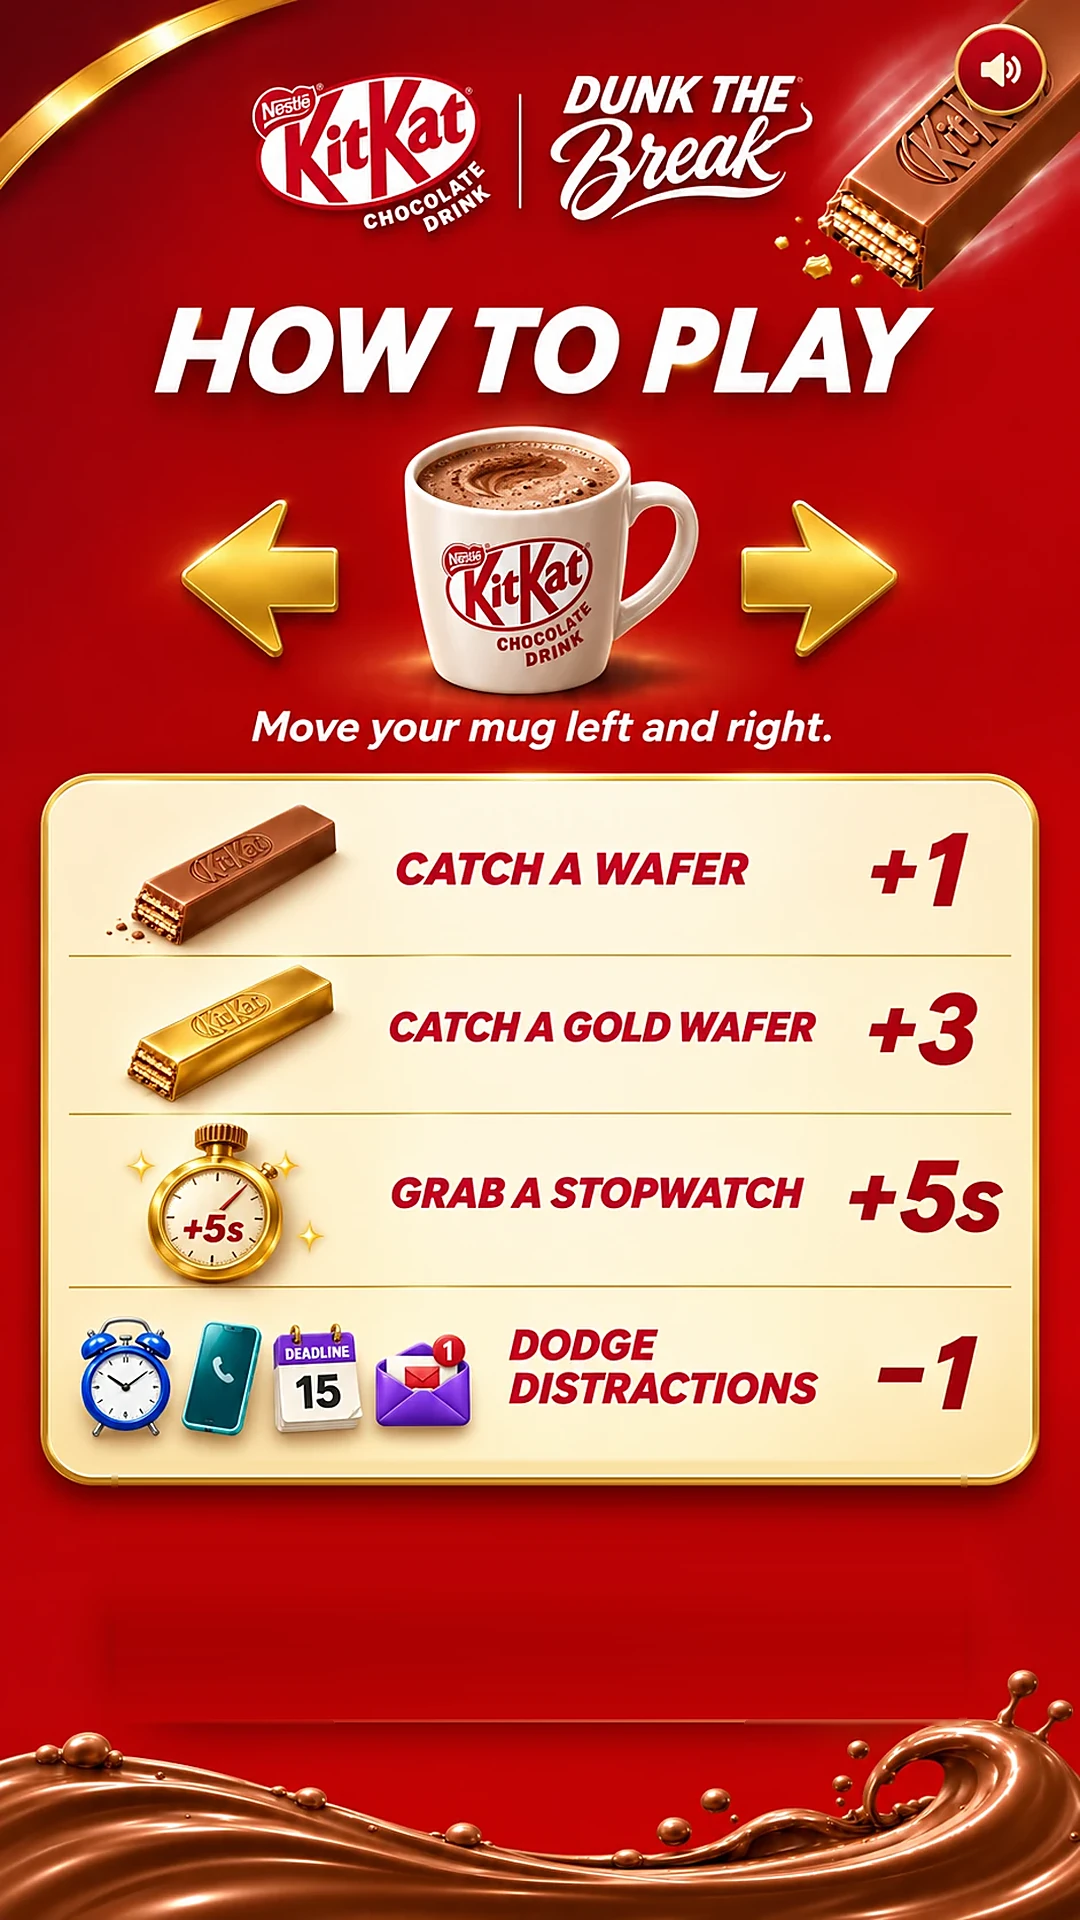 Nestlé
KitKat
CHOCOLATE
DRINK
DUNK THE
Break
KitK
HOW TO PLAY
Nestlé
KitKat
CHOCOLATE
DRINK
Move your mug left and right.
KitKat
CATCH A WAFER +1
KitKat
CATCH A GOLD WAFER +3
+5s
GRAB A STOPWATCH +5s
DEADLINE
15
1
DODGE
DISTRACTIONS
-1